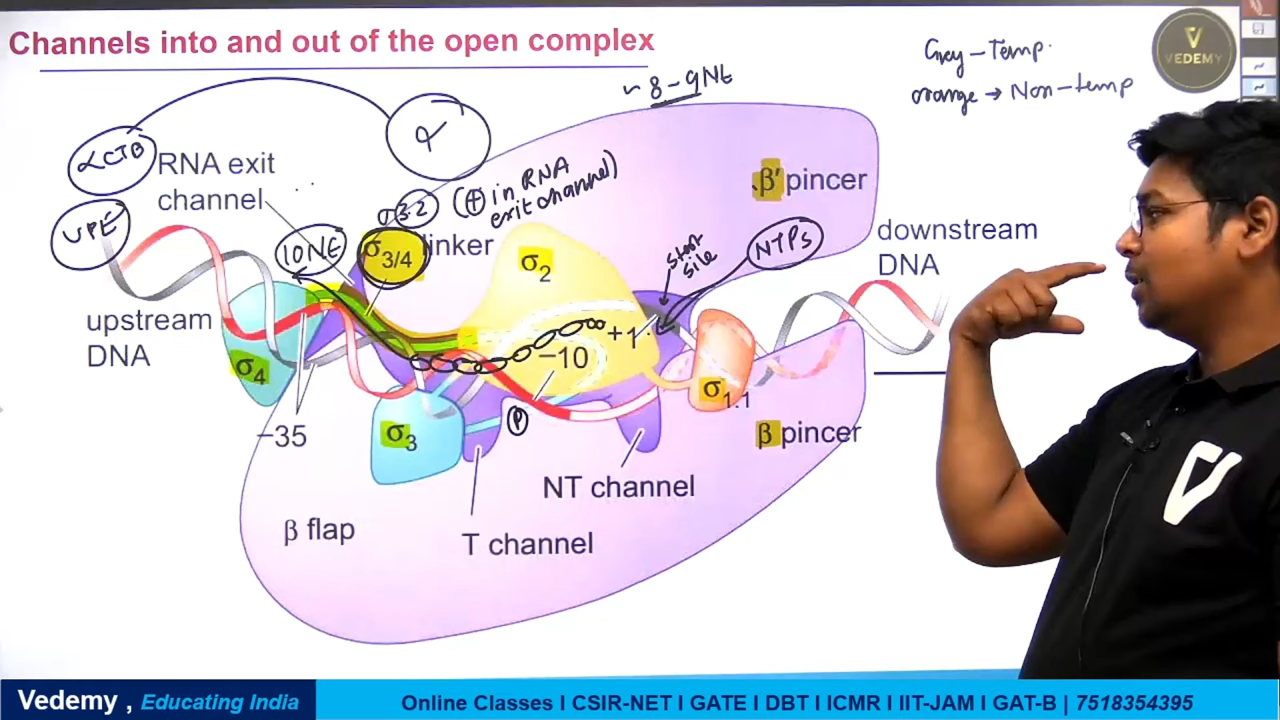 Channels into and out of the open complex
Grey - Temp.
orange → Non-temp
VEDEMY
~ 8-9Nt
α
αCTD
RNA exit
channel
σ3.2
(+ in RNA
exit channel)
UPE
10Nt
σ3/4 linker
σ2
start
site
NTPs
β' pincer
downstream
DNA
upstream
DNA
+1
-10
σ4
σ1.1
P
-35
σ3
β pincer
NT channel
β flap
T channel
Vedemy , Educating India
Online Classes I CSIR-NET I GATE I DBT I ICMR I IIT-JAM I GAT-B | 7518354395